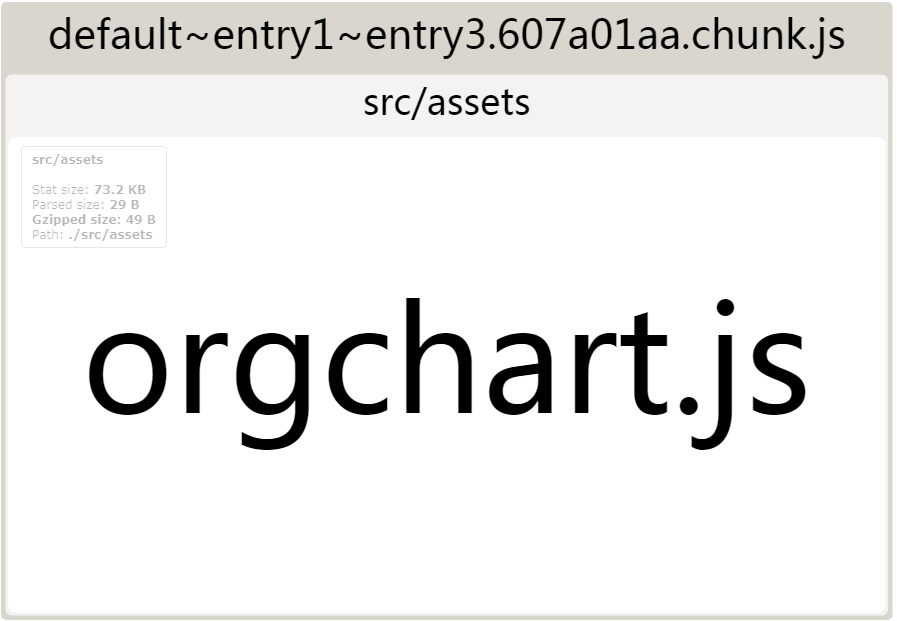 default~entry1~entry3.607a01aa.chunk.js
src/assets
src/assets
Stat size: 73.2 KB
Parsed size: 29 B
Gzipped size: 49 B
Path: ./src/assets
orgchart.js